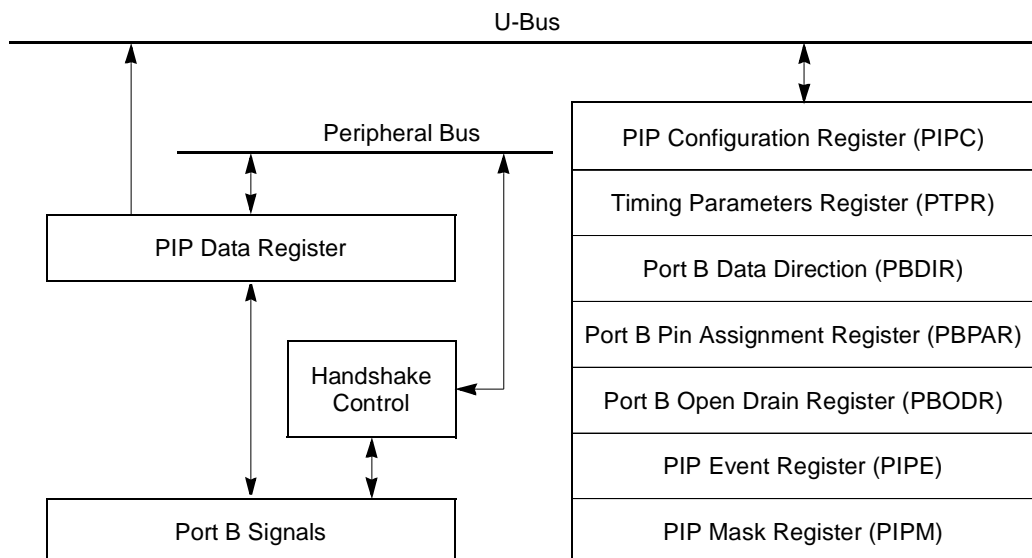 U-Bus
Peripheral Bus
PIP Data Register
Handshake
Control
Port B Signals
PIP Configuration Register (PIPC)
Timing Parameters Register (PTPR)
Port B Data Direction (PBDIR)
Port B Pin Assignment Register (PBPAR)
Port B Open Drain Register (PBODR)
PIP Event Register (PIPE)
PIP Mask Register (PIPM)